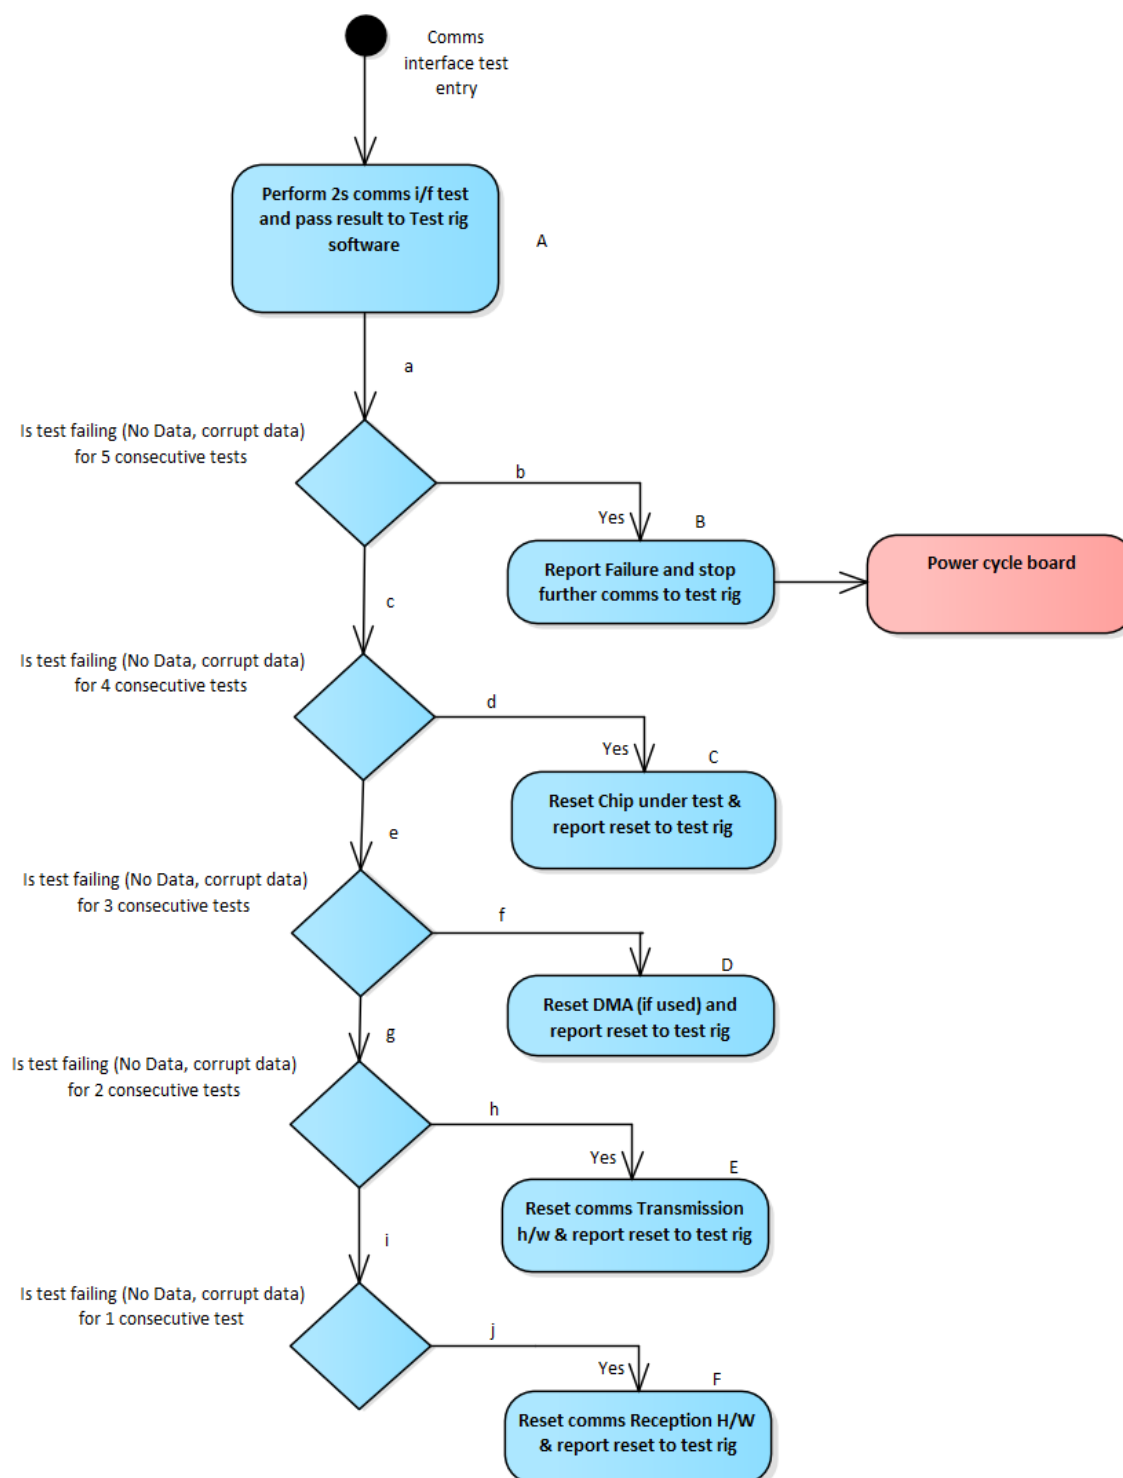 Comms
interface test
entry
Perform 2s comms i/f test
and pass result to Test rig
software
A
a
Is test failing (No Data, corrupt data)
for 5 consecutive tests
b
Yes
B
Report Failure and stop
further comms to test rig
Power cycle board
c
Is test failing (No Data, corrupt data)
for 4 consecutive tests
d
Yes
C
Reset Chip under test &
report reset to test rig
e
Is test failing (No Data, corrupt data)
for 3 consecutive tests
f
D
Reset DMA (if used) and
report reset to test rig
g
Is test failing (No Data, corrupt data)
for 2 consecutive tests
h
Yes
E
Reset comms Transmission
h/w & report reset to test rig
i
Is test failing (No Data, corrupt data)
for 1 consecutive test
j
Yes
F
Reset comms Reception H/W
& report reset to test rig